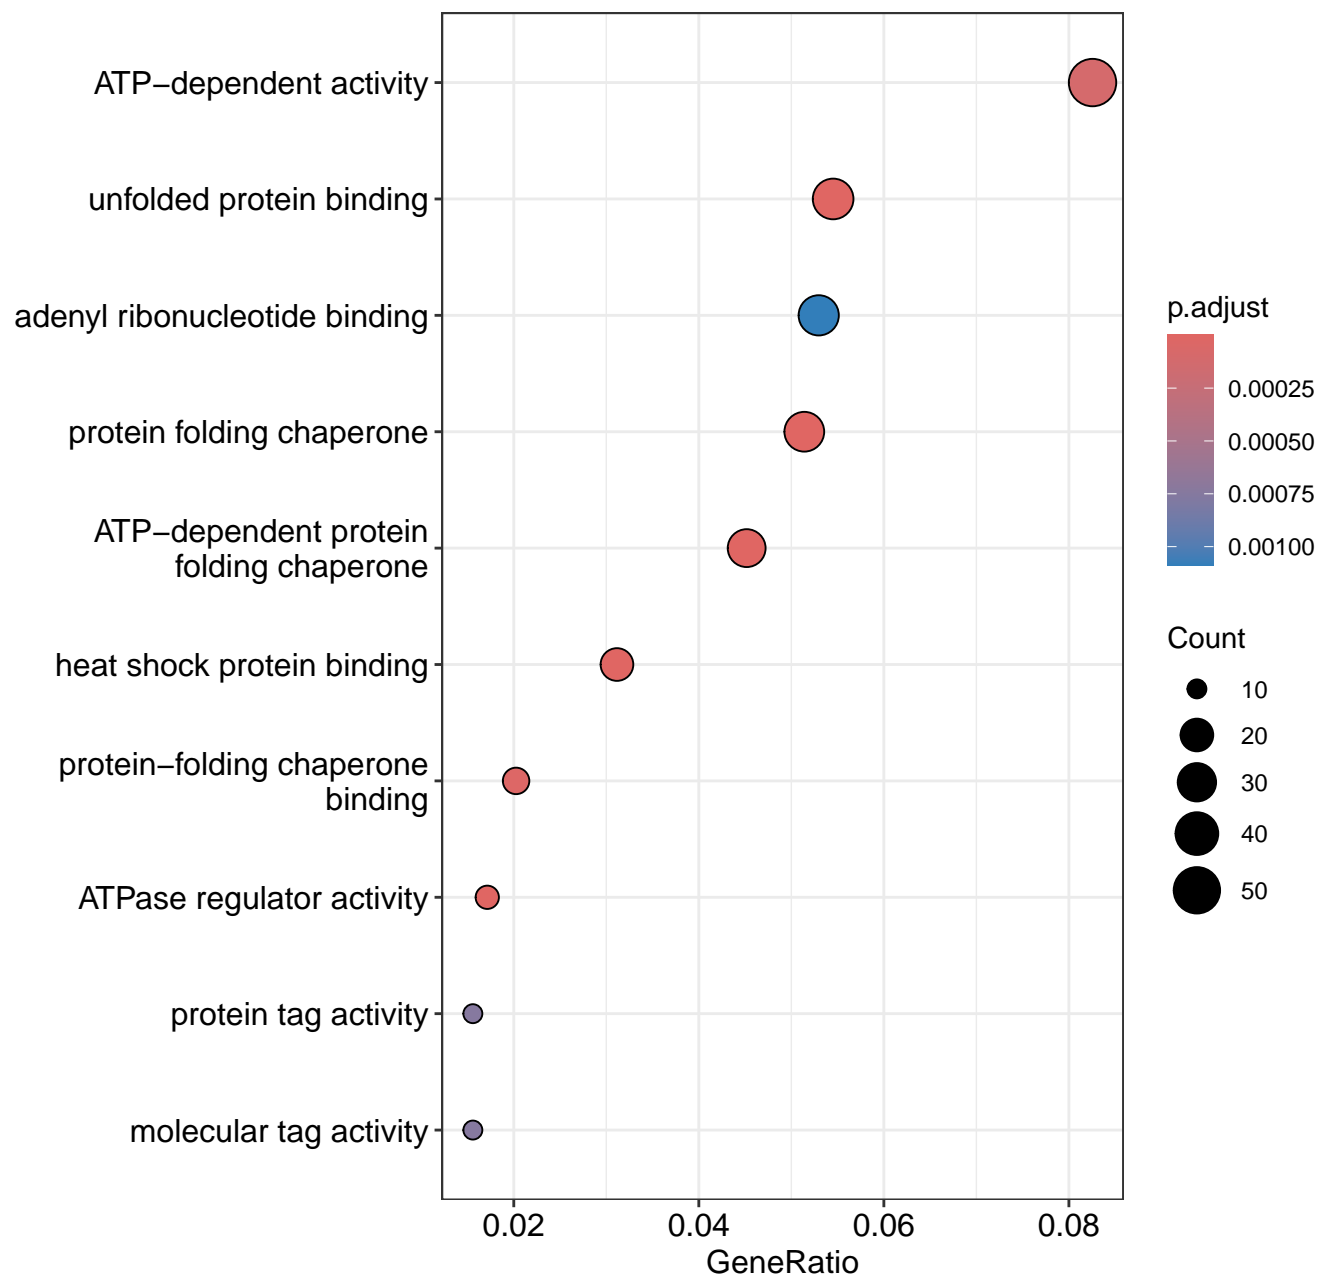 ATP−dependent activity
unfolded protein binding
adenyl ribonucleotide binding
protein folding chaperone
ATP−dependent protein
folding chaperone
heat shock protein binding
protein−folding chaperone
binding
ATPase regulator activity
protein tag activity
molecular tag activity
0.02 0.04 0.06 0.08
GeneRatio
p.adjust
0.00025
0.00050
0.00075
0.00100
Count
10
20
30
40
50